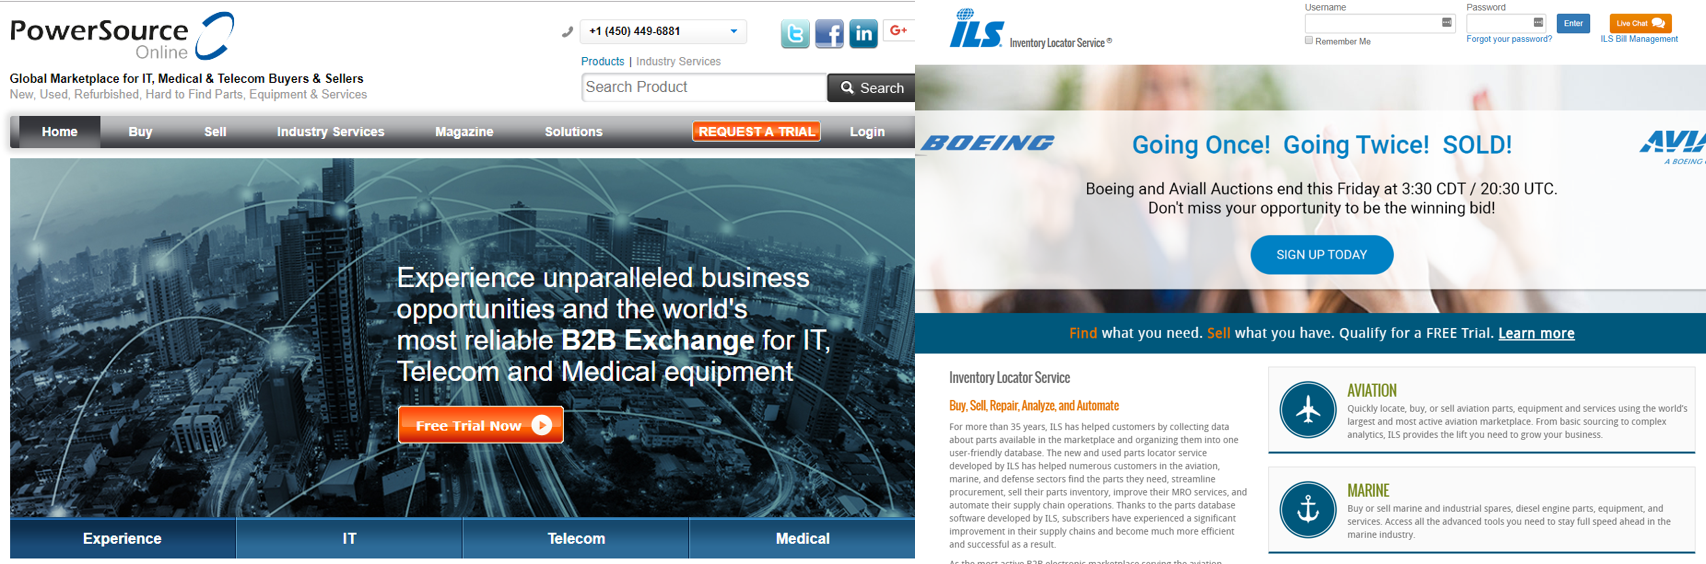 PowerSource
Online
Global Marketplace for IT, Medical & Telecom Buyers & Sellers
New, Used, Refurbished, Hard to Find Parts, Equipment & Services
+1 (450) 449-6881
G+
Products | Industry Services
Search Product
Search
Home
Buy
Sell
Industry Services
Magazine
Solutions
REQUEST A TRIAL
Login
Experience unparalleled business
opportunities and the world's
most reliable B2B Exchange for IT,
Telecom and Medical equipment
Free Trial Now
Experience
IT
Telecom
Medical
ILS
Inventory Locator Service®
Username
Password
Enter
Live Chat
Remember Me
Forgot your password?
ILS Bill Management
BOEING
Going Once! Going Twice! SOLD!
AVIA
A BOEING
Boeing and Aviall Auctions end this Friday at 3:30 CDT / 20:30 UTC.
Don't miss your opportunity to be the winning bid!
SIGN UP TODAY
Find what you need. Sell what you have. Qualify for a FREE Trial. Learn more
Inventory Locator Service
Buy, Sell, Repair, Analyze, and Automate
For more than 35 years, ILS has helped customers by collecting data
about parts available in the marketplace and organizing them into one
user-friendly database. The new and used parts locator service
developed by ILS has helped numerous customers in the aviation,
marine, and defense sectors find the parts they need, streamline
procurement, sell their parts inventory, improve their MRO services, and
automate their supply chain operations. Thanks to the parts database
software developed by ILS, subscribers have experienced a significant
improvement in their supply chains and become much more efficient
and successful as a result.
As the most active B2B electronic marketplace serving the aviation,
AVIATION
Quickly locate, buy, or sell aviation parts, equipment and services using the world's
largest and most active aviation marketplace. From basic sourcing to complex
analytics, ILS provides the lift you need to grow your business.
MARINE
Buy or sell marine and industrial spares, diesel engine parts, equipment, and
services. Access all the advanced tools you need to stay full speed ahead in the
marine industry.